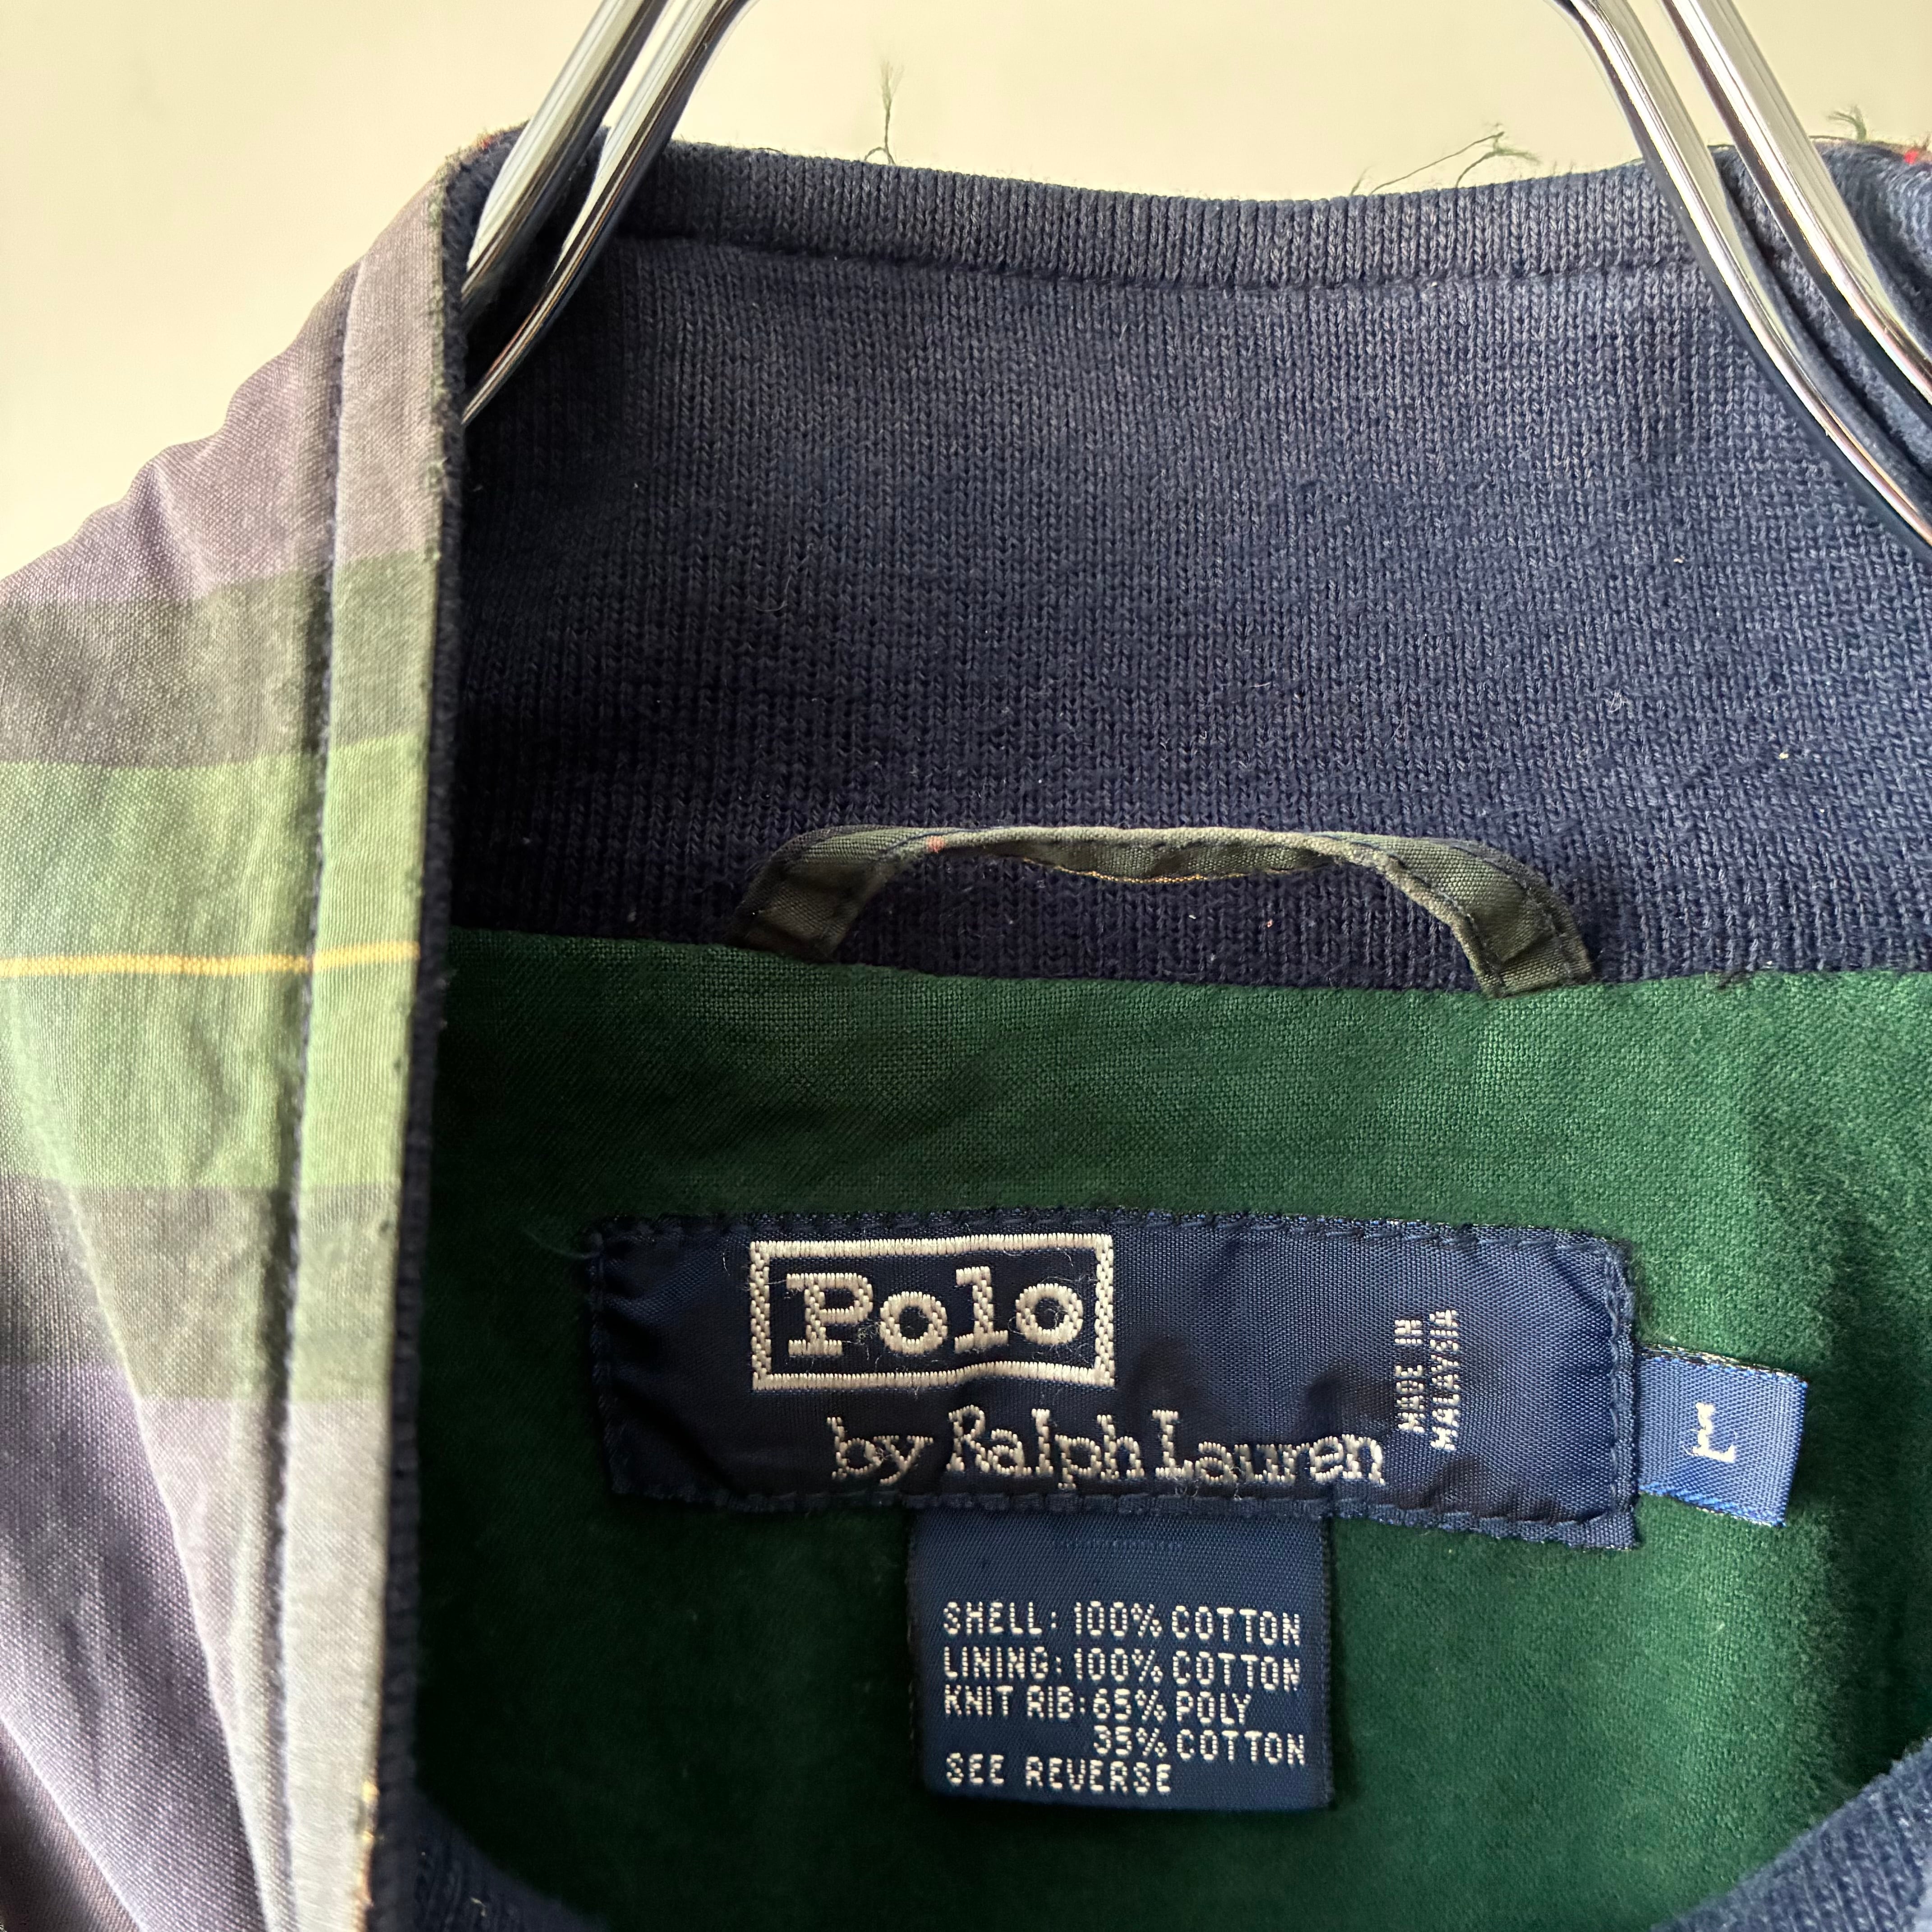 Polo
by Ralph Lauren
MADE IN
MALAYSIA
L
SHELL: 100% COTTON
LINING: 100% COTTON
KNIT RIB: 65% POLY
35% COTTON
SEE REVERSE